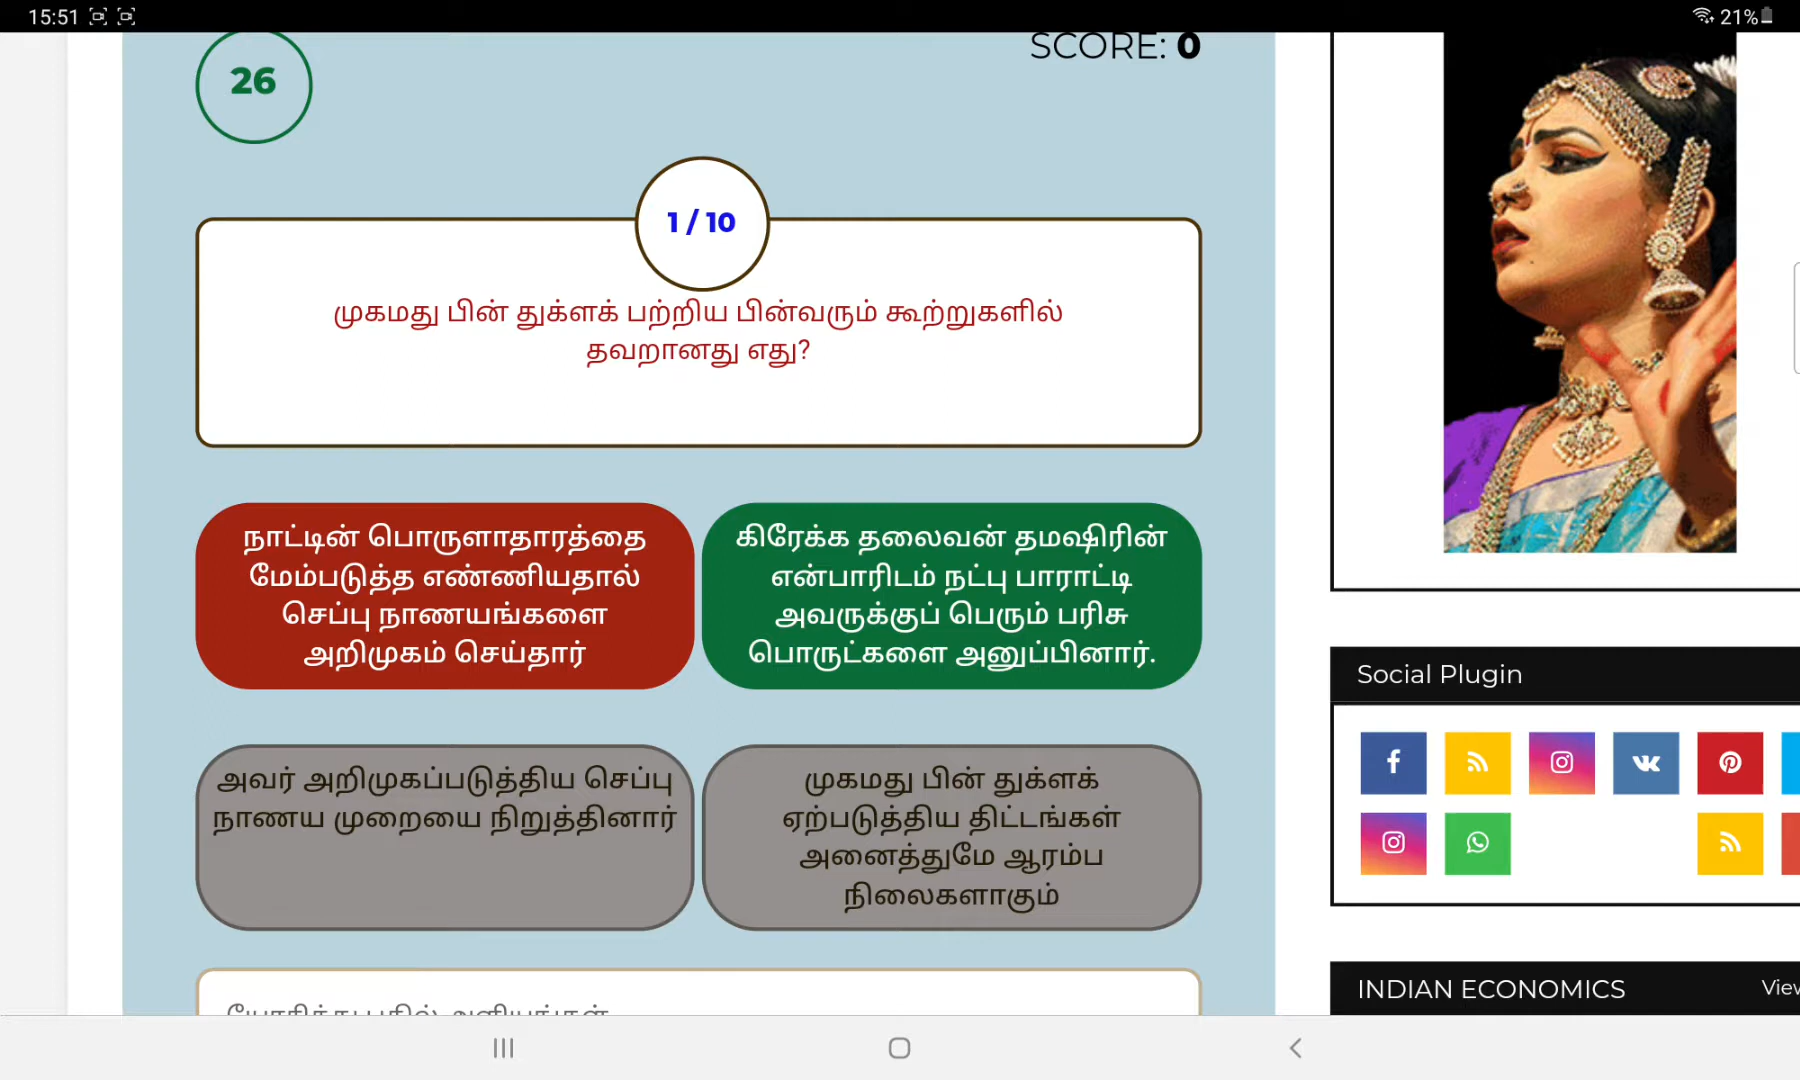 15:51
21%
26
SCORE: 0
1 / 10
முகமது பின் துக்ளக் பற்றிய பின்வரும் கூற்றுகளில்
தவறானது எது?
நாட்டின் பொருளாதாரத்தை
மேம்படுத்த எண்ணியதால்
செப்பு நாணயங்களை
அறிமுகம் செய்தார்
கிரேக்க தலைவன் தமஷிரின்
என்பாரிடம் நட்பு பாராட்டி
அவருக்குப் பெரும் பரிசு
பொருட்களை அனுப்பினார்.
அவர் அறிமுகப்படுத்திய செப்பு
நாணய முறையை நிறுத்தினார்
முகமது பின் துக்ளக்
ஏற்படுத்திய திட்டங்கள்
அனைத்துமே ஆரம்ப
நிலைகளாகும்
Social Plugin
INDIAN ECONOMICS